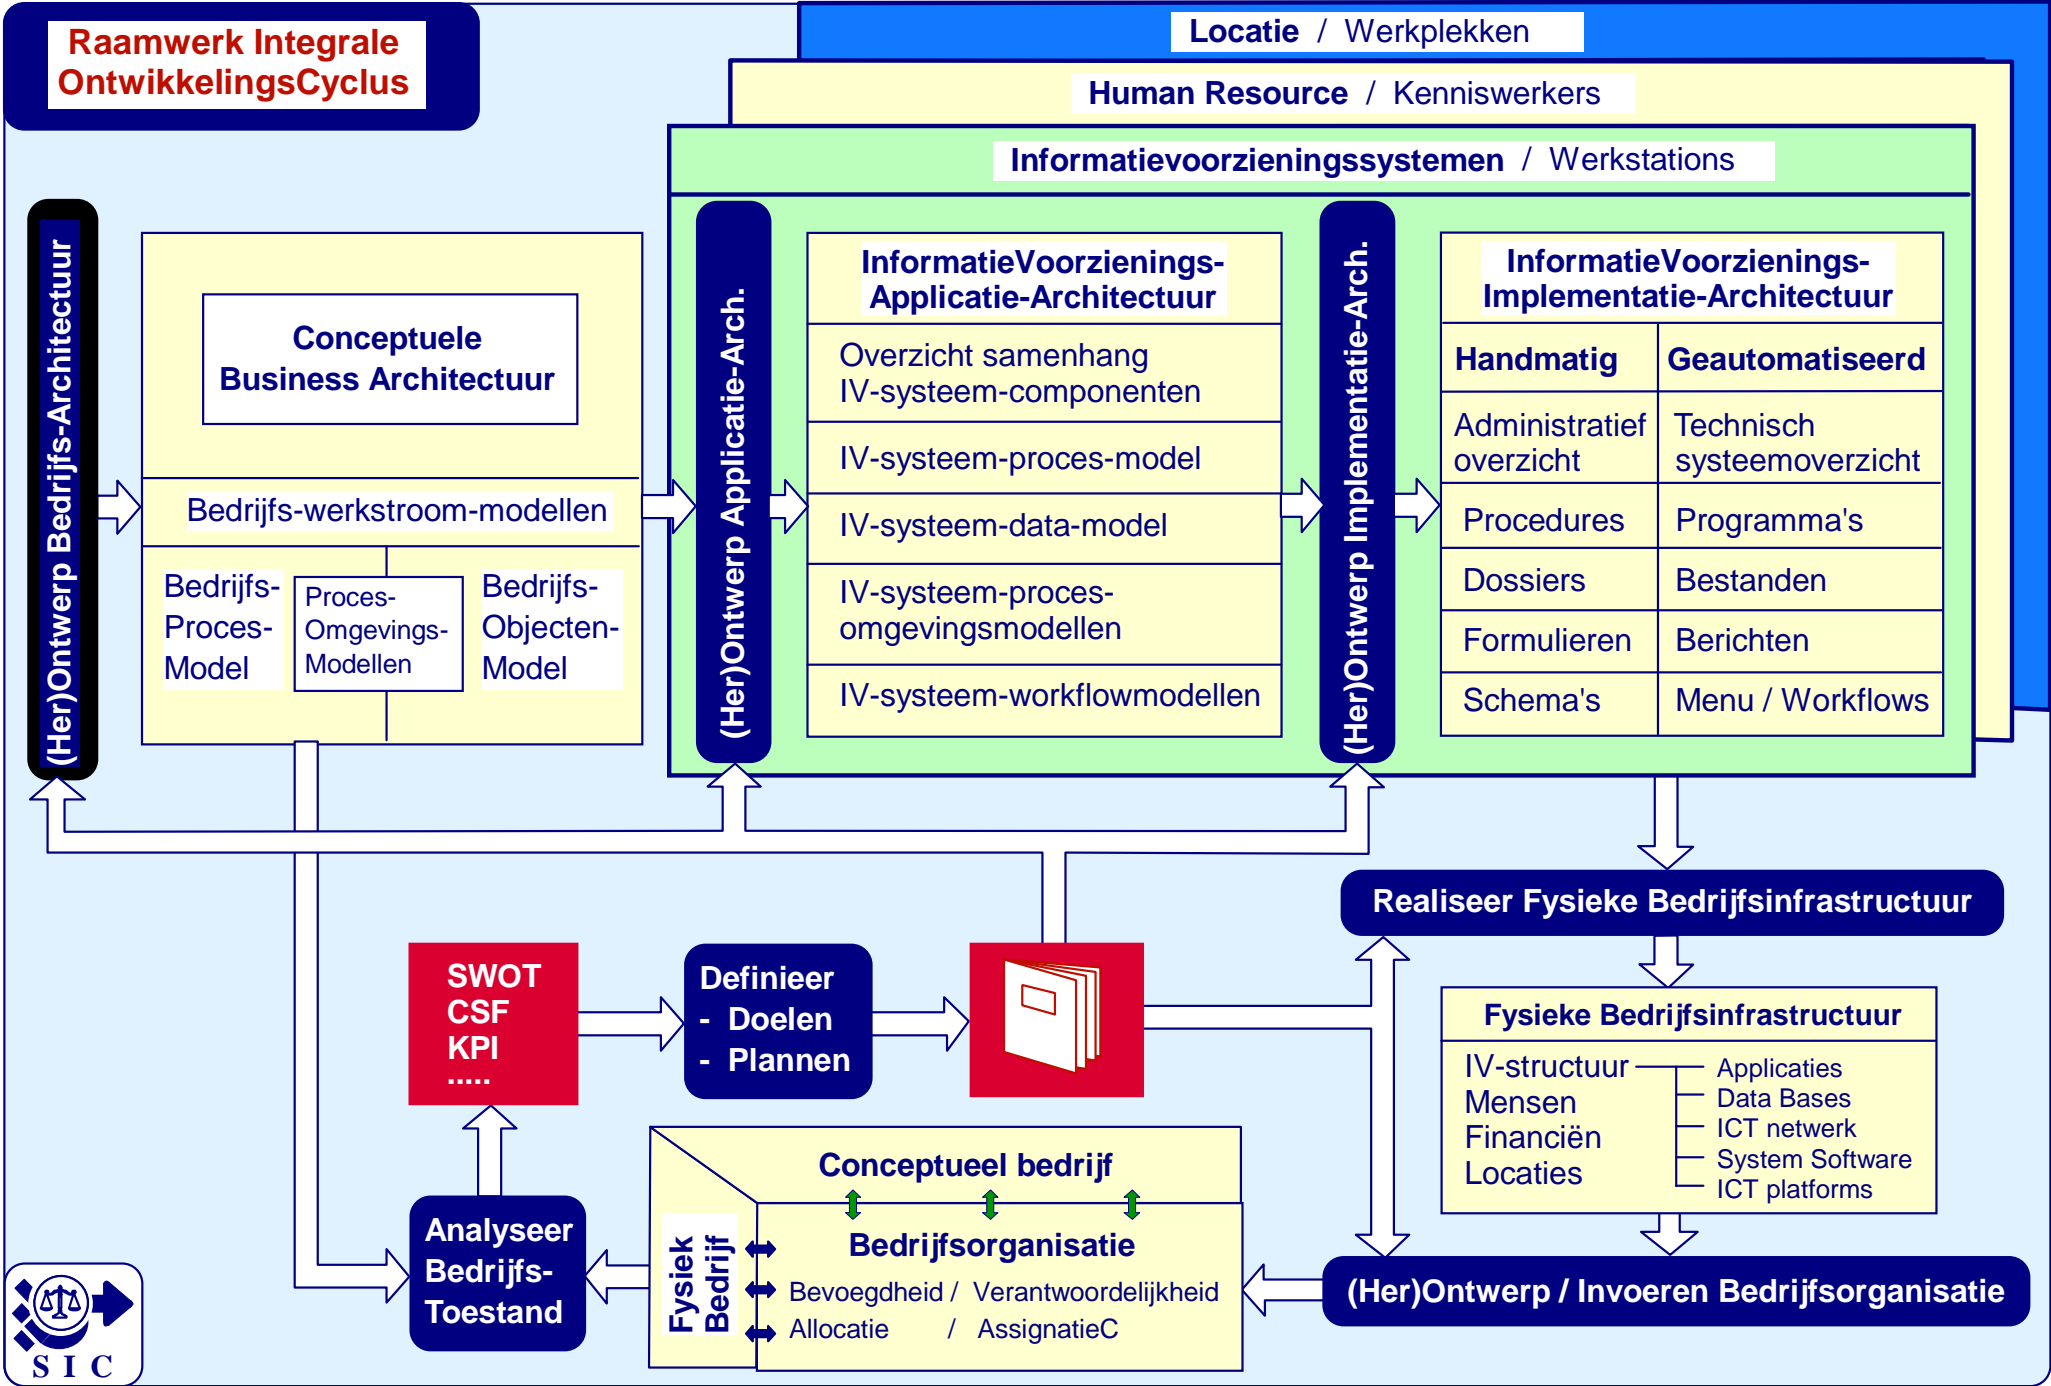 Raamwerk Integrale
OntwikkelingsCyclus
Locatie / Werkplekken
Human Resource / Kenniswerkers
Informatievoorzieningssystemen / Werkstations
(Her)Ontwerp Bedrijfs-Architectuur
Conceptuele
Business Architectuur
Bedrijfs-werkstroom-modellen
Bedrijfs-
Proces-
Model
Proces-
Omgevings-
Modellen
Bedrijfs-
Objecten-
Model
(Her)Ontwerp Applicatie-Arch.
InformatieVoorzienings-
Applicatie-Architectuur
Overzicht samenhang
IV-systeem-componenten
IV-systeem-proces-model
IV-systeem-data-model
IV-systeem-proces-
omgevingsmodellen
IV-systeem-workflowmodellen
(Her)Ontwerp Implementatie-Arch.
InformatieVoorzienings-
Implementatie-Architectuur
Handmatig
Geautomatiseerd
Administratief
overzicht
Technisch
systeemoverzicht
Procedures
Programma's
Dossiers
Bestanden
Formulieren
Berichten
Schema's
Menu / Workflows
Realiseer Fysieke Bedrijfsinfrastructuur
SWOT
CSF
KPI
.....
Definieer
- Doelen
- Plannen
Fysieke Bedrijfsinfrastructuur
IV-structuur
Mensen
Financiën
Locaties
Applicaties
Data Bases
ICT netwerk
System Software
ICT platforms
Analyseer
Bedrijfs-
Toestand
Fysiek
Bedrijf
Conceptueel bedrijf
Bedrijfsorganisatie
Bevoegdheid / Verantwoordelijkheid
Allocatie / AssignatieC
(Her)Ontwerp / Invoeren Bedrijfsorganisatie
S I C